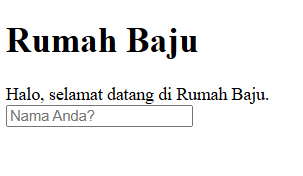 Rumah Baju
Halo, selamat datang di Rumah Baju.
Nama Anda?